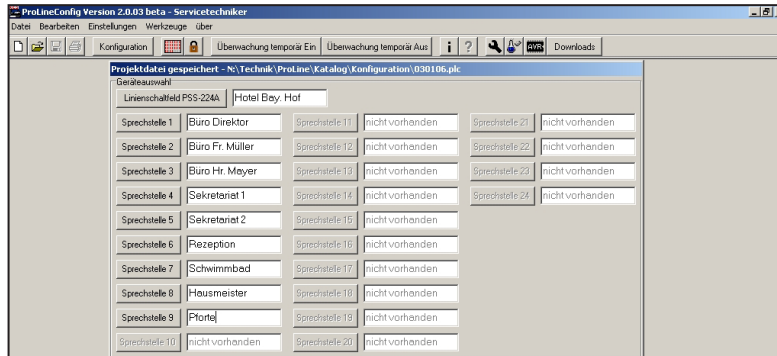 ProLineConfig Version 2.0.03 beta - Servicetechniker
Datei Bearbeiten Einstellungen Werkzeuge über
Konfiguration Überwachung temporär Ein Überwachung temporär Aus i ? AVR Downloads
Projektdatei gespeichert - N:\Technik\ProLine\Katalog\Konfiguration\030106.plc
Geräteauswahl
Linienschaltfeld PSS-224A Hotel Bay. Hof
Sprechstelle 1 Büro Direktor Sprechstelle 11 nicht vorhanden Sprechstelle 21 nicht vorhanden
Sprechstelle 2 Büro Fr. Müller Sprechstelle 12 nicht vorhanden Sprechstelle 22 nicht vorhanden
Sprechstelle 3 Büro Hr. Mayer Sprechstelle 13 nicht vorhanden Sprechstelle 23 nicht vorhanden
Sprechstelle 4 Sekretariat 1 Sprechstelle 14 nicht vorhanden Sprechstelle 24 nicht vorhanden
Sprechstelle 5 Sekretariat 2 Sprechstelle 15 nicht vorhanden
Sprechstelle 6 Rezeption Sprechstelle 16 nicht vorhanden
Sprechstelle 7 Schwimmbad Sprechstelle 17 nicht vorhanden
Sprechstelle 8 Hausmeister Sprechstelle 18 nicht vorhanden
Sprechstelle 9 Pforte Sprechstelle 19 nicht vorhanden
Sprechstelle 10 nicht vorhanden Sprechstelle 20 nicht vorhanden